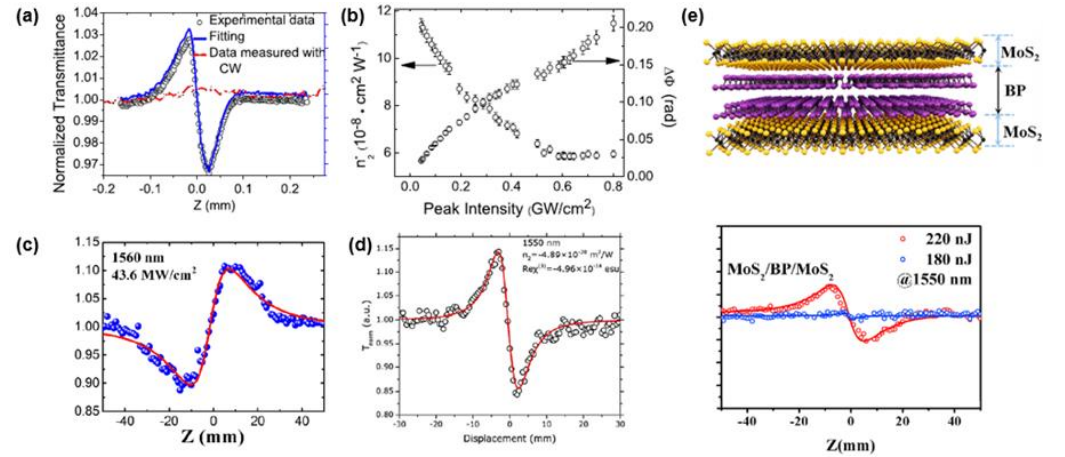 (a)
Normalized Transmittance
1.04
1.03
1.02
1.01
1.00
0.99
0.98
0.97
Experimental data
Fitting
Data measured with
CW
-0.2
-0.1
0.0
0.1
0.2
Z (mm)
(b)
n₂ (10⁻⁸ · cm² W⁻¹)
12
10
8
6
0.20
0.15
0.10
0.05
0.00
ΔΦ (rad)
0.0
0.2
0.4
0.6
0.8
Peak Intensity (GW/cm²)
(e)
MoS₂
BP
MoS₂
(c)
1560 nm
43.6 MW/cm²
1.15
1.10
1.05
1.00
0.95
0.90
0.85
-40
-20
0
20
40
Z (mm)
(d)
1550 nm
Tnorm (a.u.)
1.15
1.10
1.05
1.00
0.95
0.90
0.85
0.80
-30
-20
-10
0
10
20
30
Displacement (mm)
MoS₂/BP/MoS₂
220 nJ
180 nJ
@1550 nm
-40
-20
0
20
40
Z(mm)